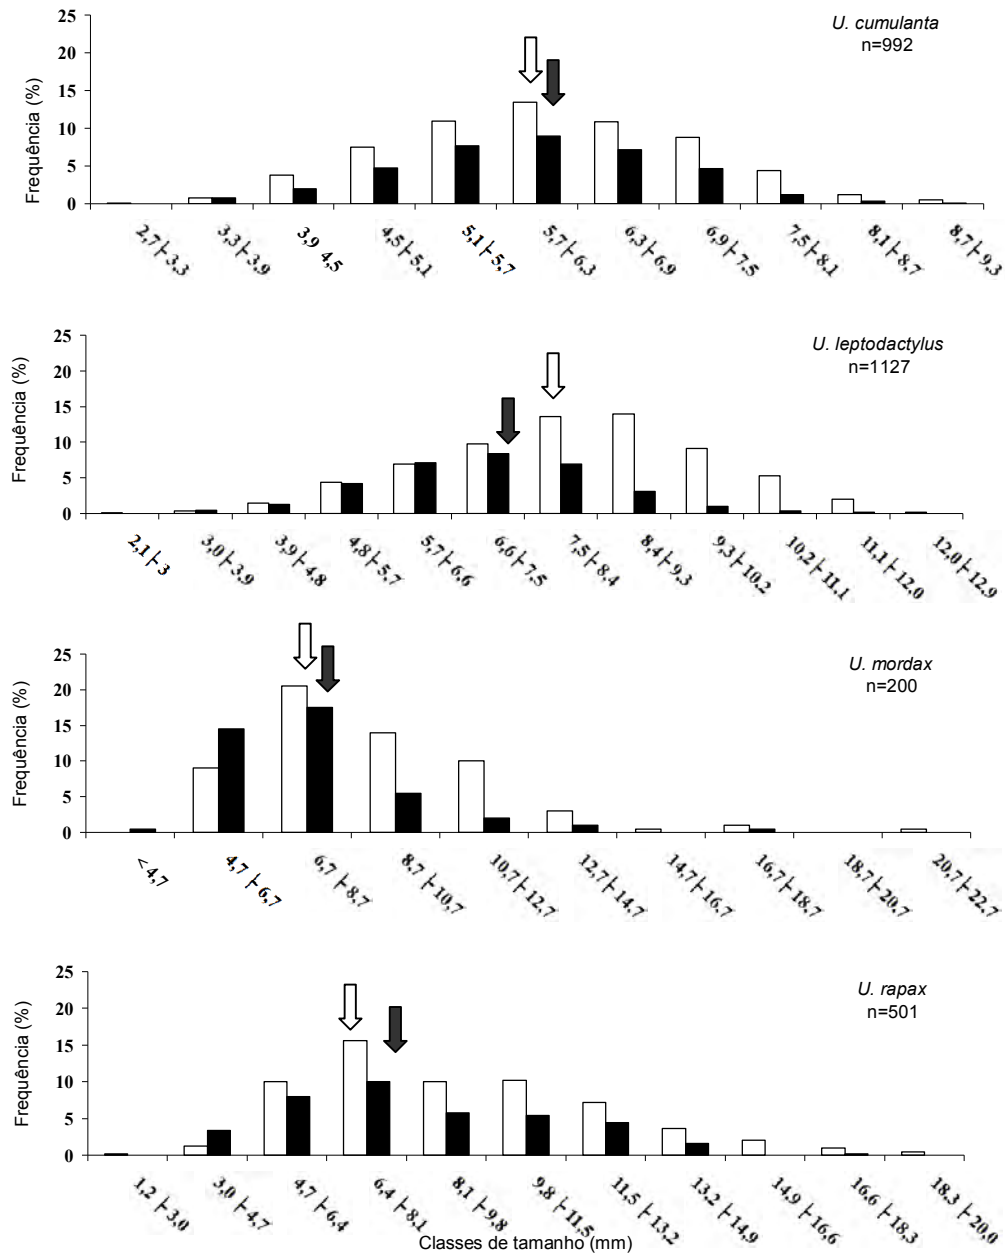 U. cumulanta
n=992
Frequência (%)
25
20
15
10
5
0
2,7⊦3,3 3,3⊦3,9 3,9 4,5 4,5⊦5,1 5,1⊦5,7 5,7⊦6,3 6,3⊦6,9 6,9⊦7,5 7,5⊦8,1 8,1⊦8,7 8,7⊦9,3
U. leptodactylus
n=1127
Frequência (%)
25
20
15
10
5
0
2,1⊦3 3,0⊦3,9 3,9⊦4,8 4,8⊦5,7 5,7⊦6,6 6,6⊦7,5 7,5⊦8,4 8,4⊦9,3 9,3⊦10,2 10,2⊦11,1 11,1⊦12,0 12,0⊦12,9
U. mordax
n=200
Frequência (%)
25
20
15
10
5
0
<4,7 4,7⊦6,7 6,7⊦8,7 8,7⊦10,7 10,7⊦12,7 12,7⊦14,7 14,7⊦16,7 16,7⊦18,7 18,7⊦20,7 20,7⊦22,7
U. rapax
n=501
Frequência (%)
25
20
15
10
5
0
1,2⊦3,0 3,0⊦4,7 4,7⊦6,4 6,4⊦8,1 8,1⊦9,8 9,8⊦11,5 11,5⊦13,2 13,2⊦14,9 14,9⊦16,6 16,6⊦18,3 18,3⊦20,0
Classes de tamanho (mm)